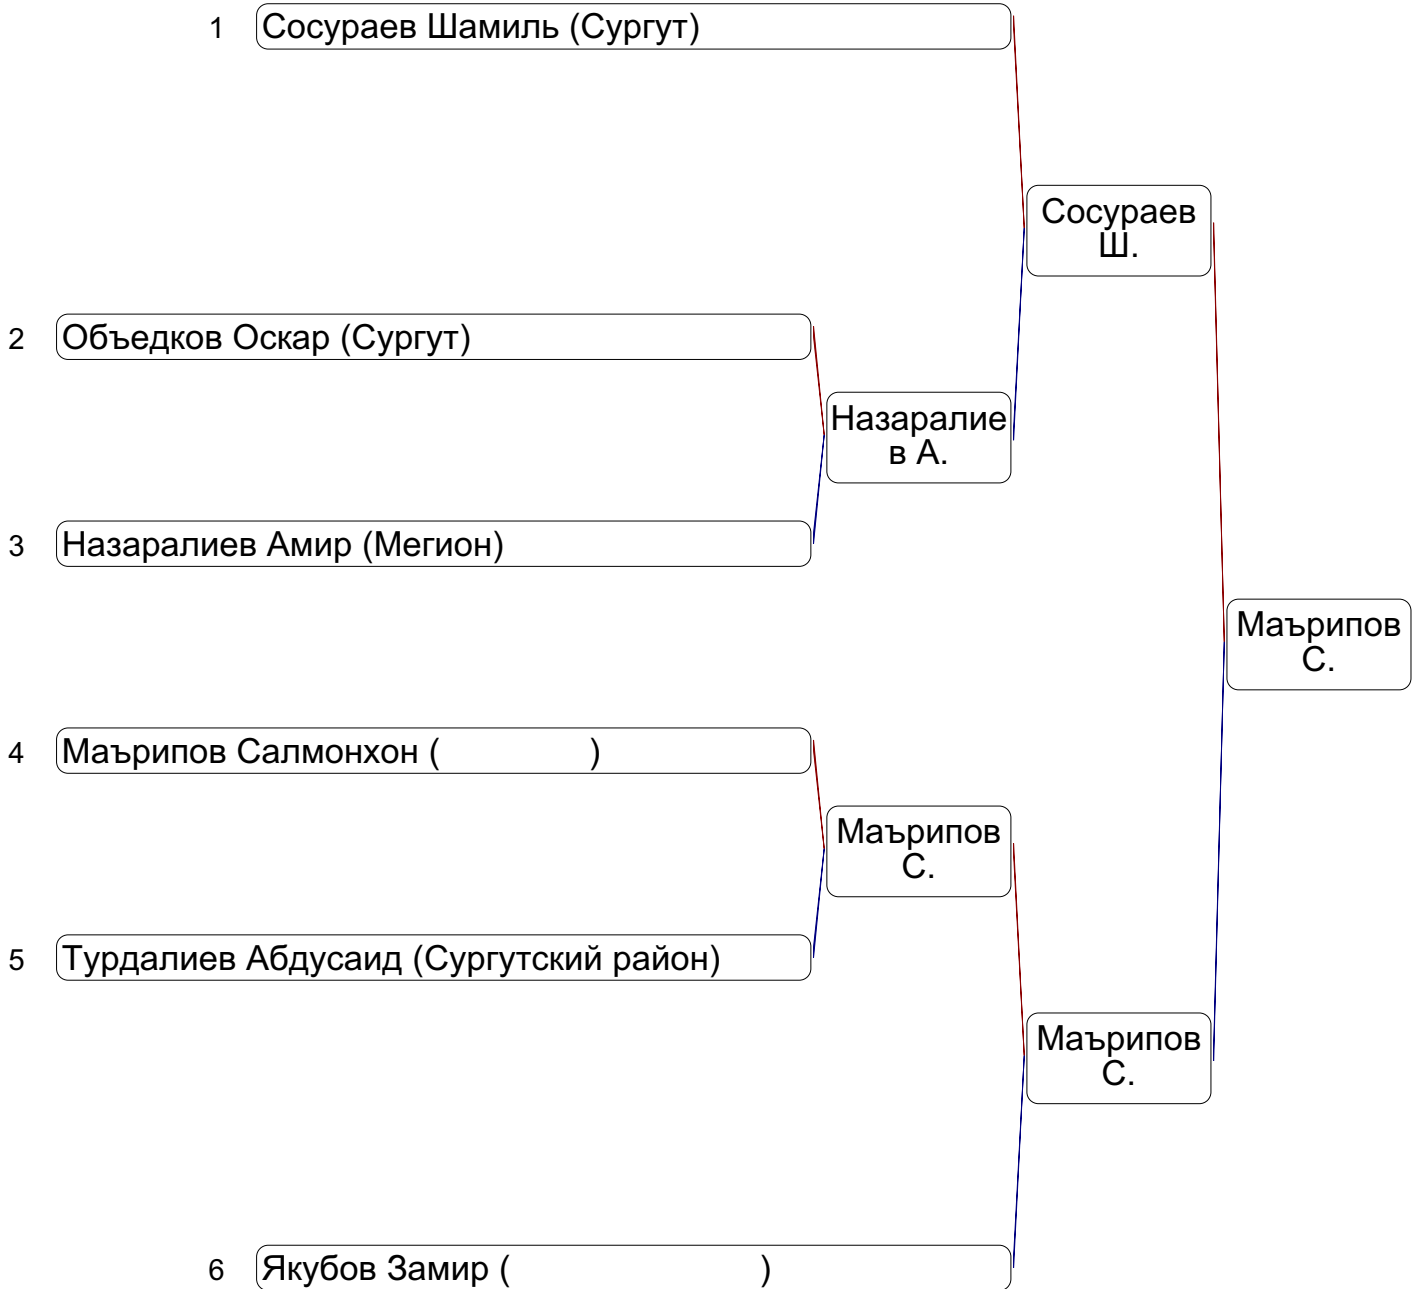 1 Сосураев Шамиль (Сургут)
Сосураев
Ш.
2 Объедков Оскар (Сургут)
Назаралие
в А.
3 Назаралиев Амир (Мегион)
Маърипов
С.
4 Маърипов Салмонхон ( )
Маърипов
С.
5 Турдалиев Абдусаид (Сургутский район)
Маърипов
С.
6 Якубов Замир ( )